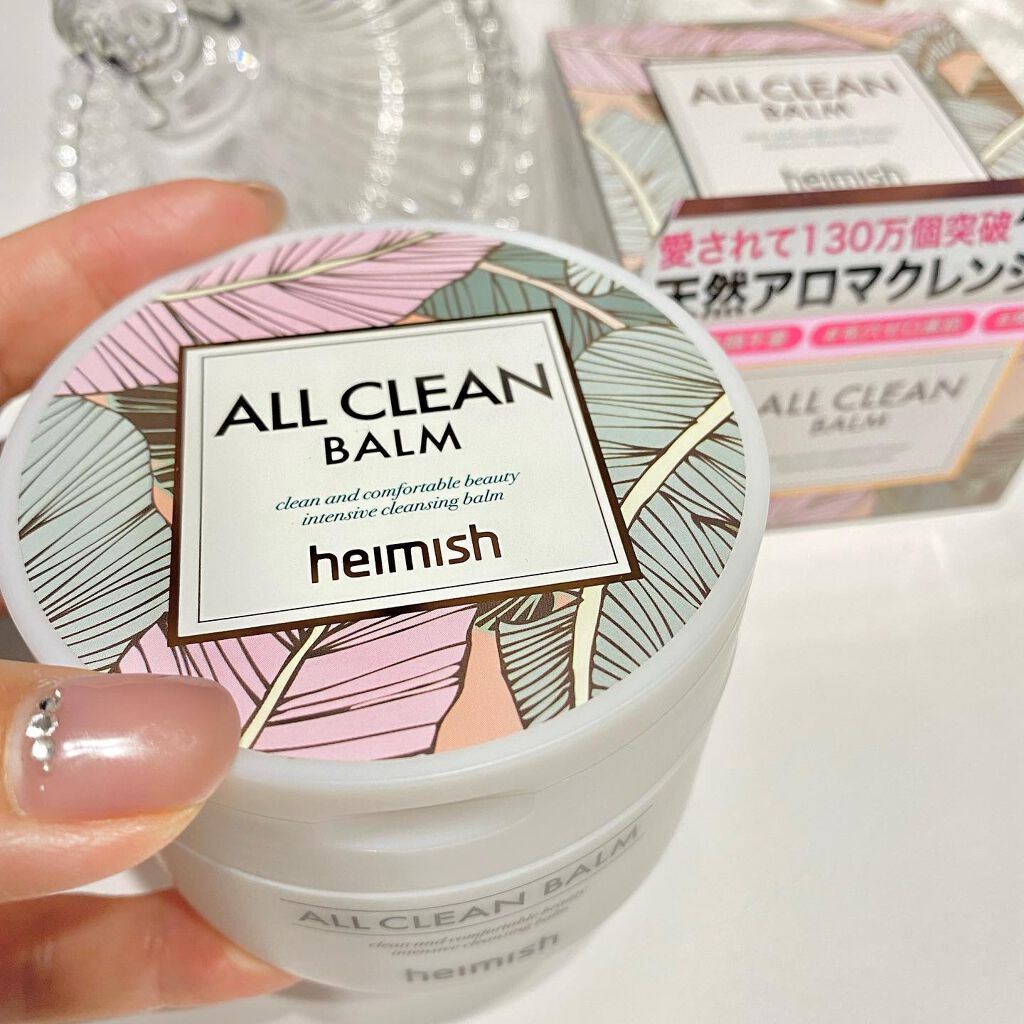 ALL CLEAN
BALM
clean and comfortable beauty
intensive cleansing balm
heimish
ALL CLEAN BALM
clean and comfortable beauty
intensive cleansing balm
heimish
ALL CLEAN
BALM
heimish
愛されて130万個突破
天然アロマクレンジ
ALL CLEAN
BALM